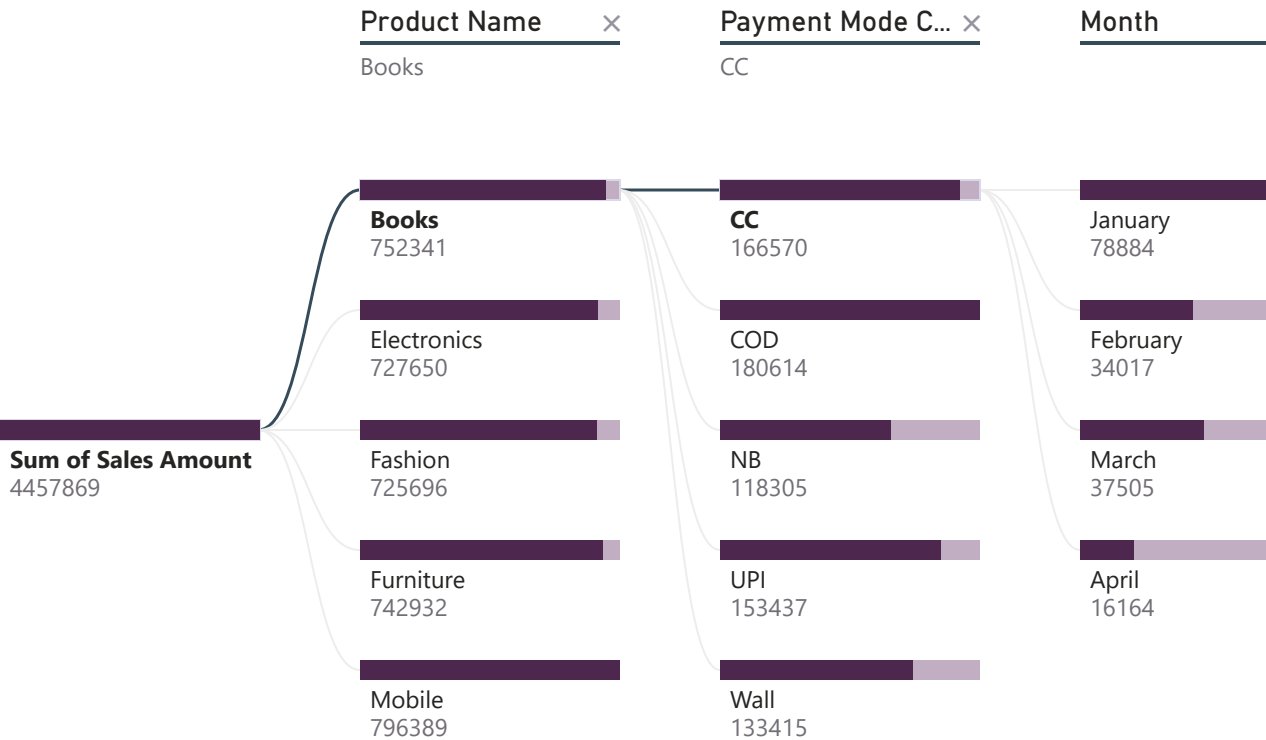 Product Name ×
Payment Mode C... ×
Month
Books
CC
Books
752341
CC
166570
January
78884
Electronics
727650
COD
180614
February
34017
Sum of Sales Amount
4457869
Fashion
725696
NB
118305
March
37505
Furniture
742932
UPI
153437
April
16164
Mobile
796389
Wall
133415